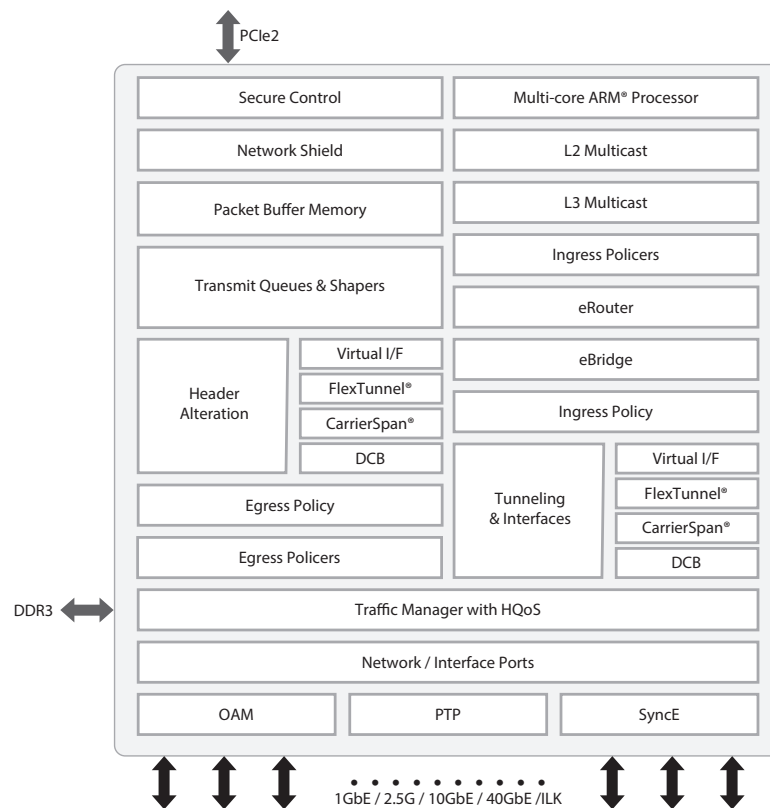 PCIe2
Secure Control
Multi-core ARM® Processor
Network Shield
L2 Multicast
Packet Buffer Memory
L3 Multicast
Ingress Policers
Transmit Queues & Shapers
eRouter
Virtual I/F
eBridge
Header
Alteration
FlexTunnel®
CarrierSpan®
Ingress Policy
DCB
Virtual I/F
Tunneling
& Interfaces
FlexTunnel®
Egress Policy
CarrierSpan®
Egress Policers
DCB
DDR3
Traffic Manager with HQoS
Network / Interface Ports
OAM
PTP
SyncE
1GbE / 2.5G / 10GbE / 40GbE /ILK